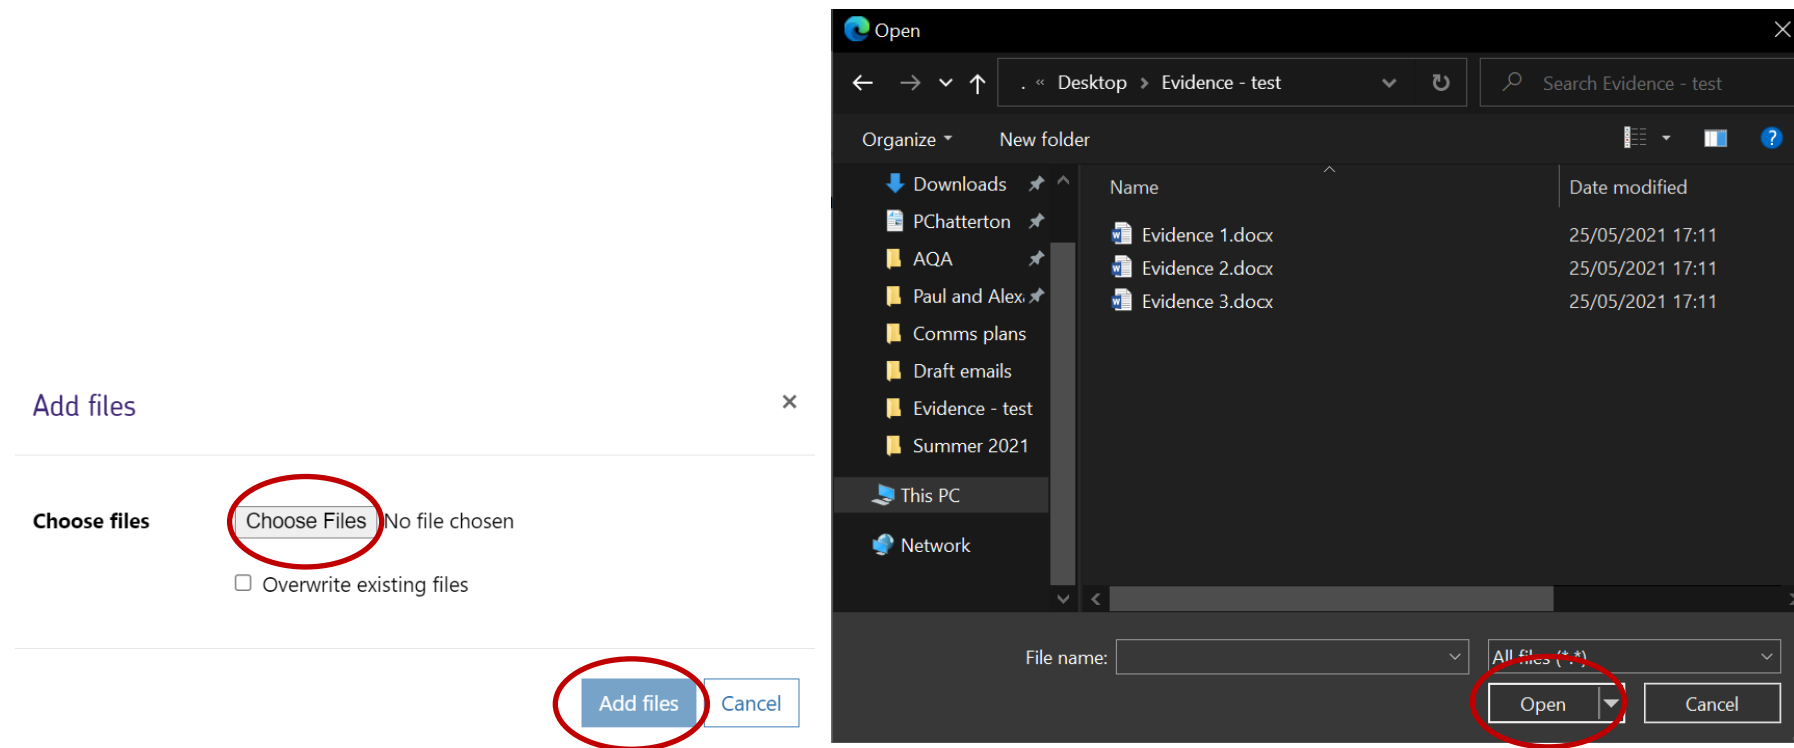 Add files
×
Choose files Choose Files No file chosen
Overwrite existing files
Add files Cancel
Open
. « Desktop > Evidence - test
Search Evidence - test
Organize New folder
Downloads
PChatterton
AQA
Paul and Alex
Comms plans
Draft emails
Evidence - test
Summer 2021
This PC
Network
Name Date modified
Evidence 1.docx 25/05/2021 17:11
Evidence 2.docx 25/05/2021 17:11
Evidence 3.docx 25/05/2021 17:11
File name: All files (*.*)
Open Cancel